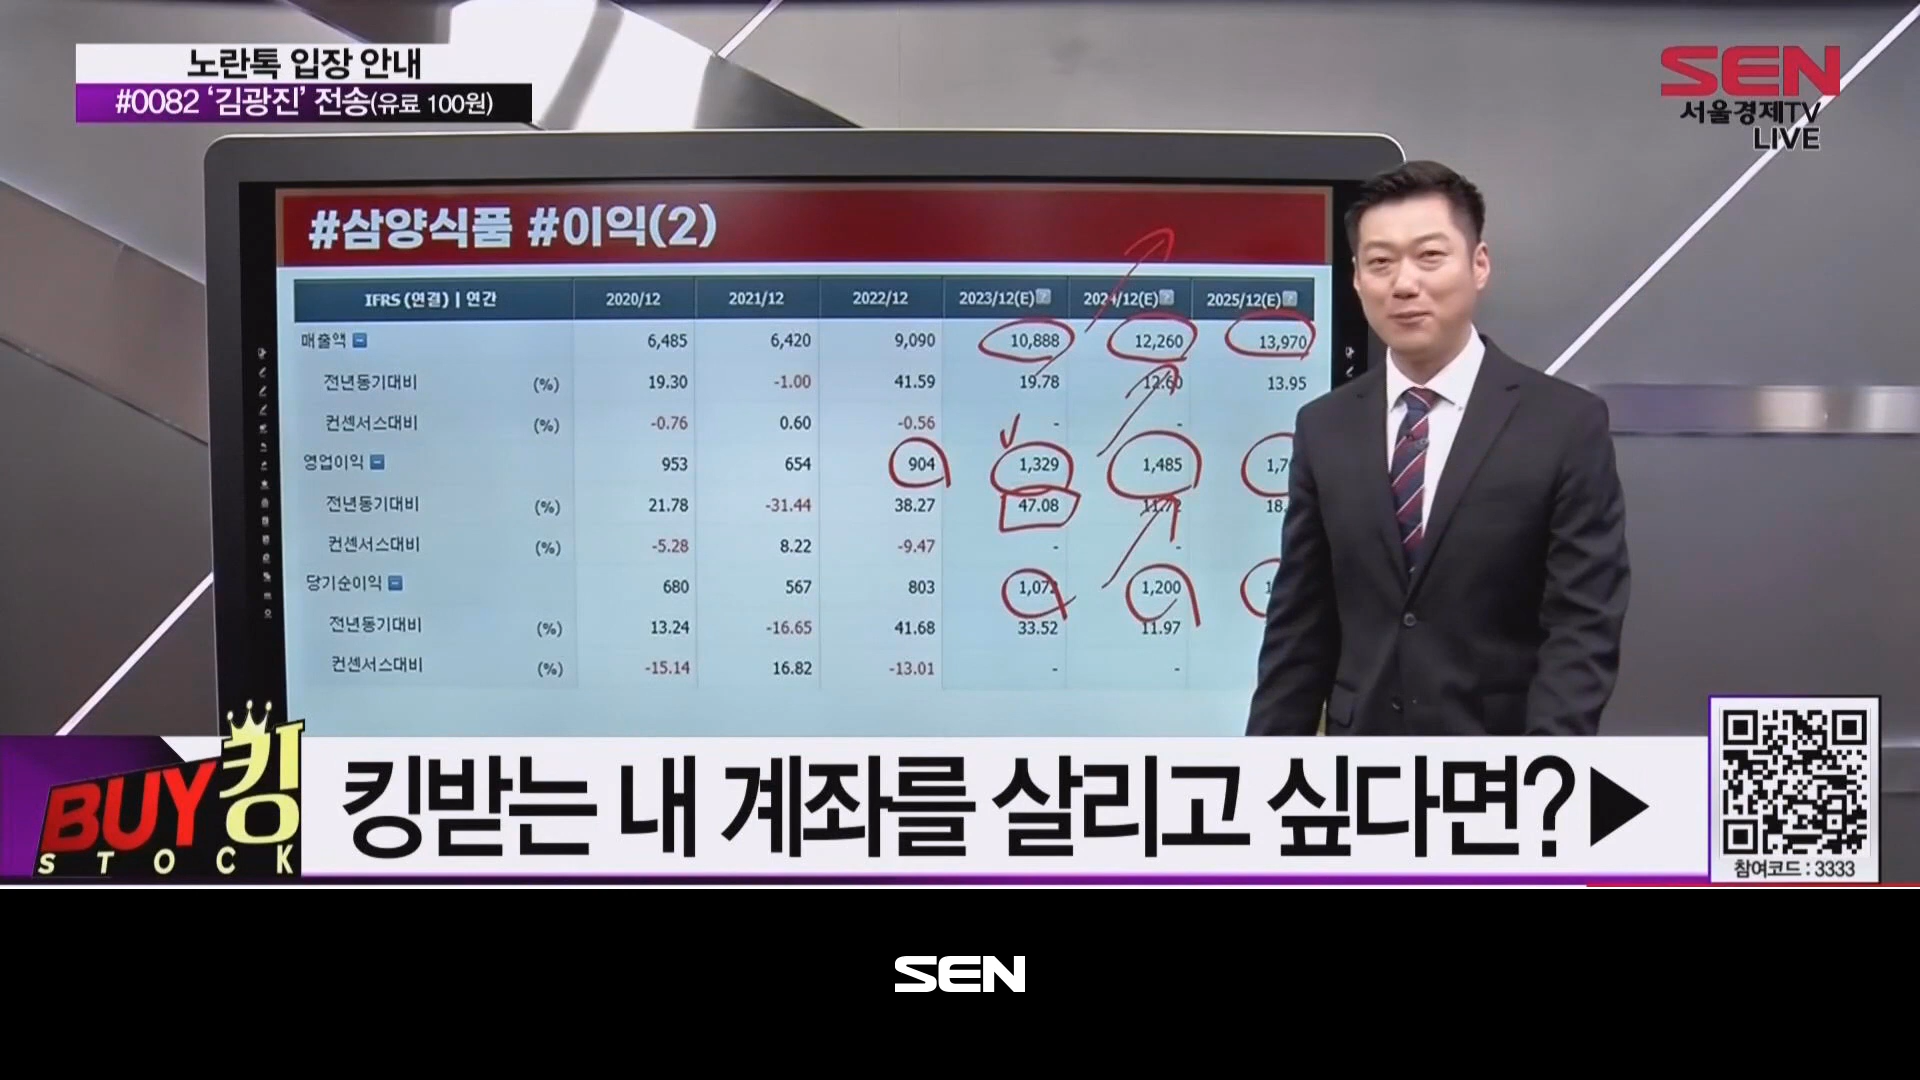 노란톡 입장 안내
#0082 ‘김광진’ 전송(유료 100원)
SEN
서울경제TV
LIVE
#삼양식품 #이익(2)
IFRS (연결) | 연간 2020/12 2021/12 2022/12 2023/12(E) 2024/12(E) 2025/12(E)
매출액 6,485 6,420 9,090 10,888 12,260 13,970
전년동기대비 (%) 19.30 -1.00 41.59 19.78 12.60 13.95
컨센서스대비 (%) -0.76 0.60 -0.56 - -
영업이익 953 654 904 1,329 1,485
전년동기대비 (%) 21.78 -31.44 38.27 47.08 11.72
컨센서스대비 (%) -5.28 8.22 -9.47 - -
당기순이익 680 567 803 1,072 1,200
전년동기대비 (%) 13.24 -16.65 41.68 33.52 11.97
컨센서스대비 (%) -15.14 16.82 -13.01 - -
BUY킹
STOCK
킹받는 내 계좌를 살리고 싶다면?▶
참여코드 : 3333
SEN